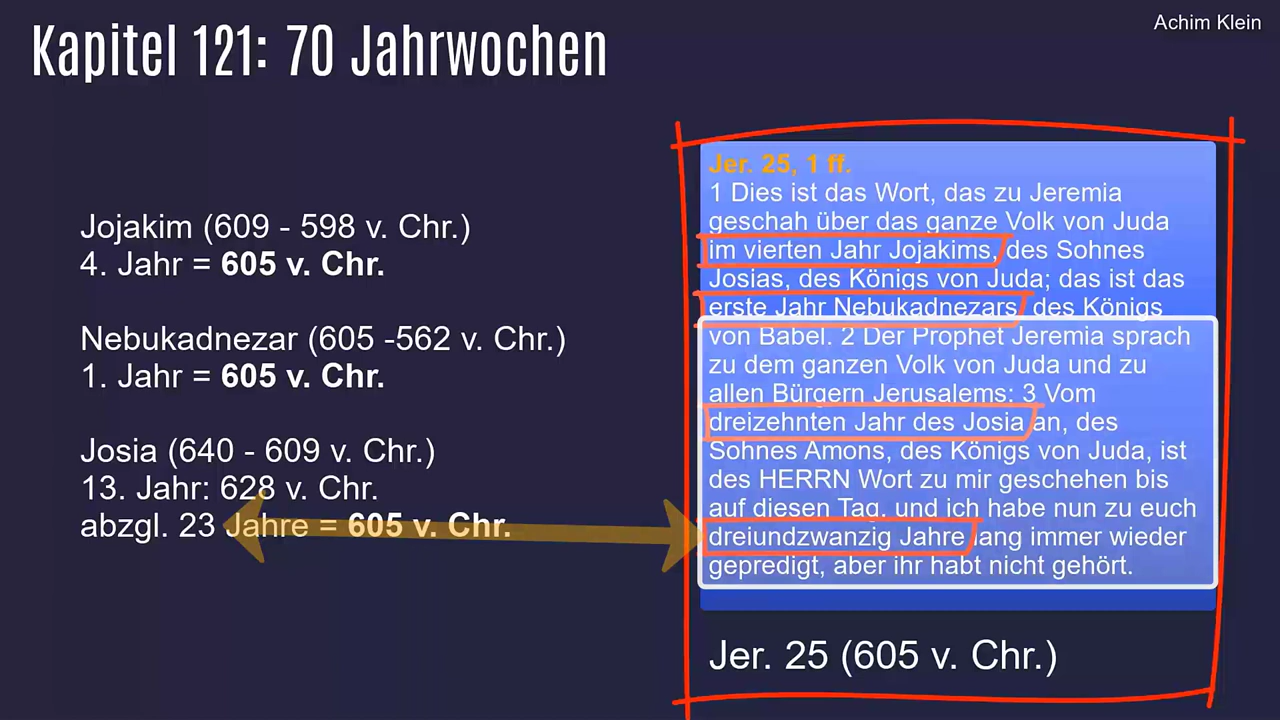 Kapitel 121: 70 Jahrwochen
Achim Klein
Jojakim (609 - 598 v. Chr.)
4. Jahr = 605 v. Chr.
Nebukadnezar (605 -562 v. Chr.)
1. Jahr = 605 v. Chr.
Josia (640 - 609 v. Chr.)
13. Jahr: 628 v. Chr.
abzgl. 23 Jahre = 605 v. Chr.
Jer. 25, 1 ff.
1 Dies ist das Wort, das zu Jeremia
geschah über das ganze Volk von Juda
im vierten Jahr Jojakims, des Sohnes
Josias, des Königs von Juda; das ist das
erste Jahr Nebukadnezars, des Königs
von Babel. 2 Der Prophet Jeremia sprach
zu dem ganzen Volk von Juda und zu
allen Bürgern Jerusalems: 3 Vom
dreizehnten Jahr des Josia an, des
Sohnes Amons, des Königs von Juda, ist
des HERRN Wort zu mir geschehen bis
auf diesen Tag, und ich habe nun zu euch
dreiundzwanzig Jahre lang immer wieder
gepredigt, aber ihr habt nicht gehört.
Jer. 25 (605 v. Chr.)